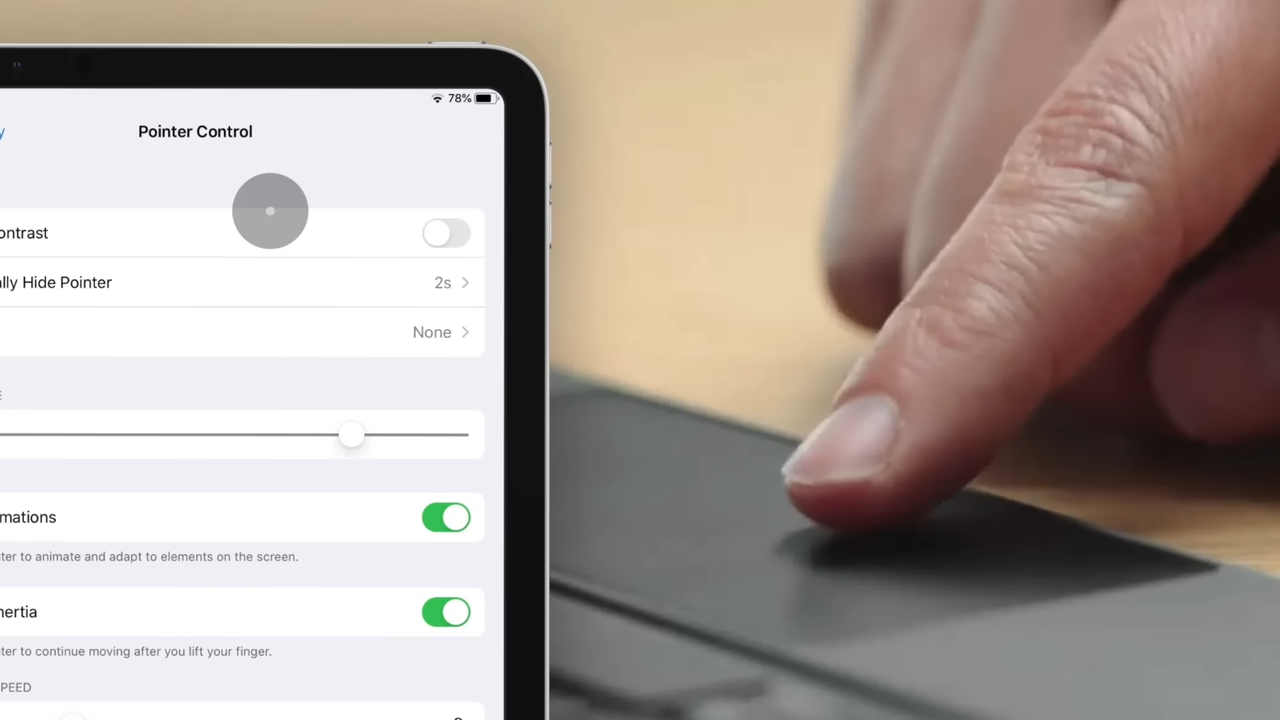 78%
y
Pointer Control
ontrast
ally Hide Pointer
2s
None
E
mations
ter to animate and adapt to elements on the screen.
nertia
ter to continue moving after you lift your finger.
PEED